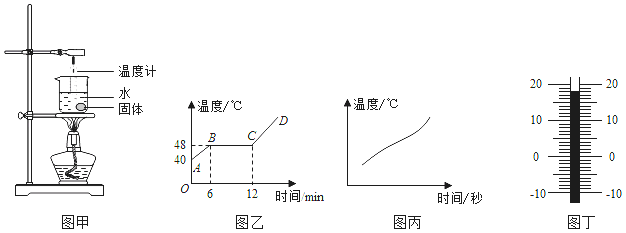 温度计
水
固体
图甲
温度/℃
48
40
A
B
C
D
O
6
12
时间/min
图乙
温度/℃
时间/秒
图丙
20 20
10 10
0 0
-10 -10
图丁